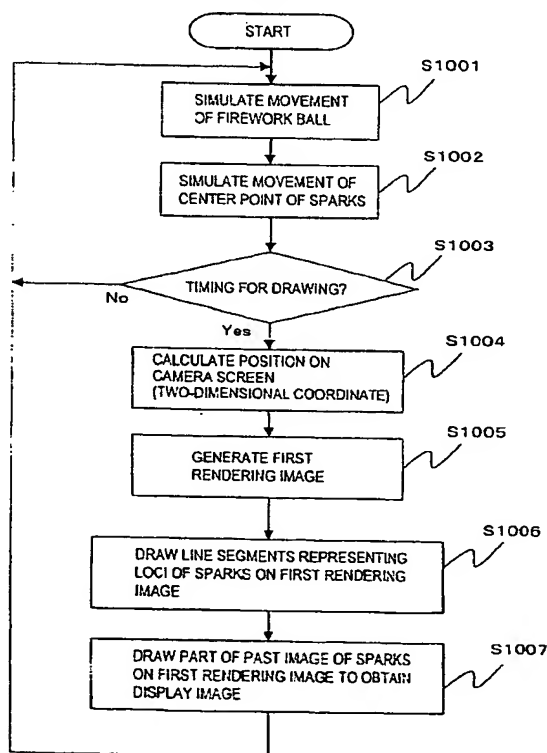 START
S1001
SIMULATE MOVEMENT
OF FIREWORK BALL
S1002
SIMULATE MOVEMENT OF
CENTER POINT OF SPARKS
S1003
TIMING FOR DRAWING?
No
Yes
S1004
CALCULATE POSITION ON
CAMERA SCREEN
(TWO-DIMENSIONAL COORDINATE)
S1005
GENERATE FIRST
RENDERING IMAGE
S1006
DRAW LINE SEGMENTS REPRESENTING
LOCI OF SPARKS ON FIRST RENDERING
IMAGE
S1007
DRAW PART OF PAST IMAGE OF SPARKS
ON FIRST RENDERING IMAGE TO OBTAIN
DISPLAY IMAGE